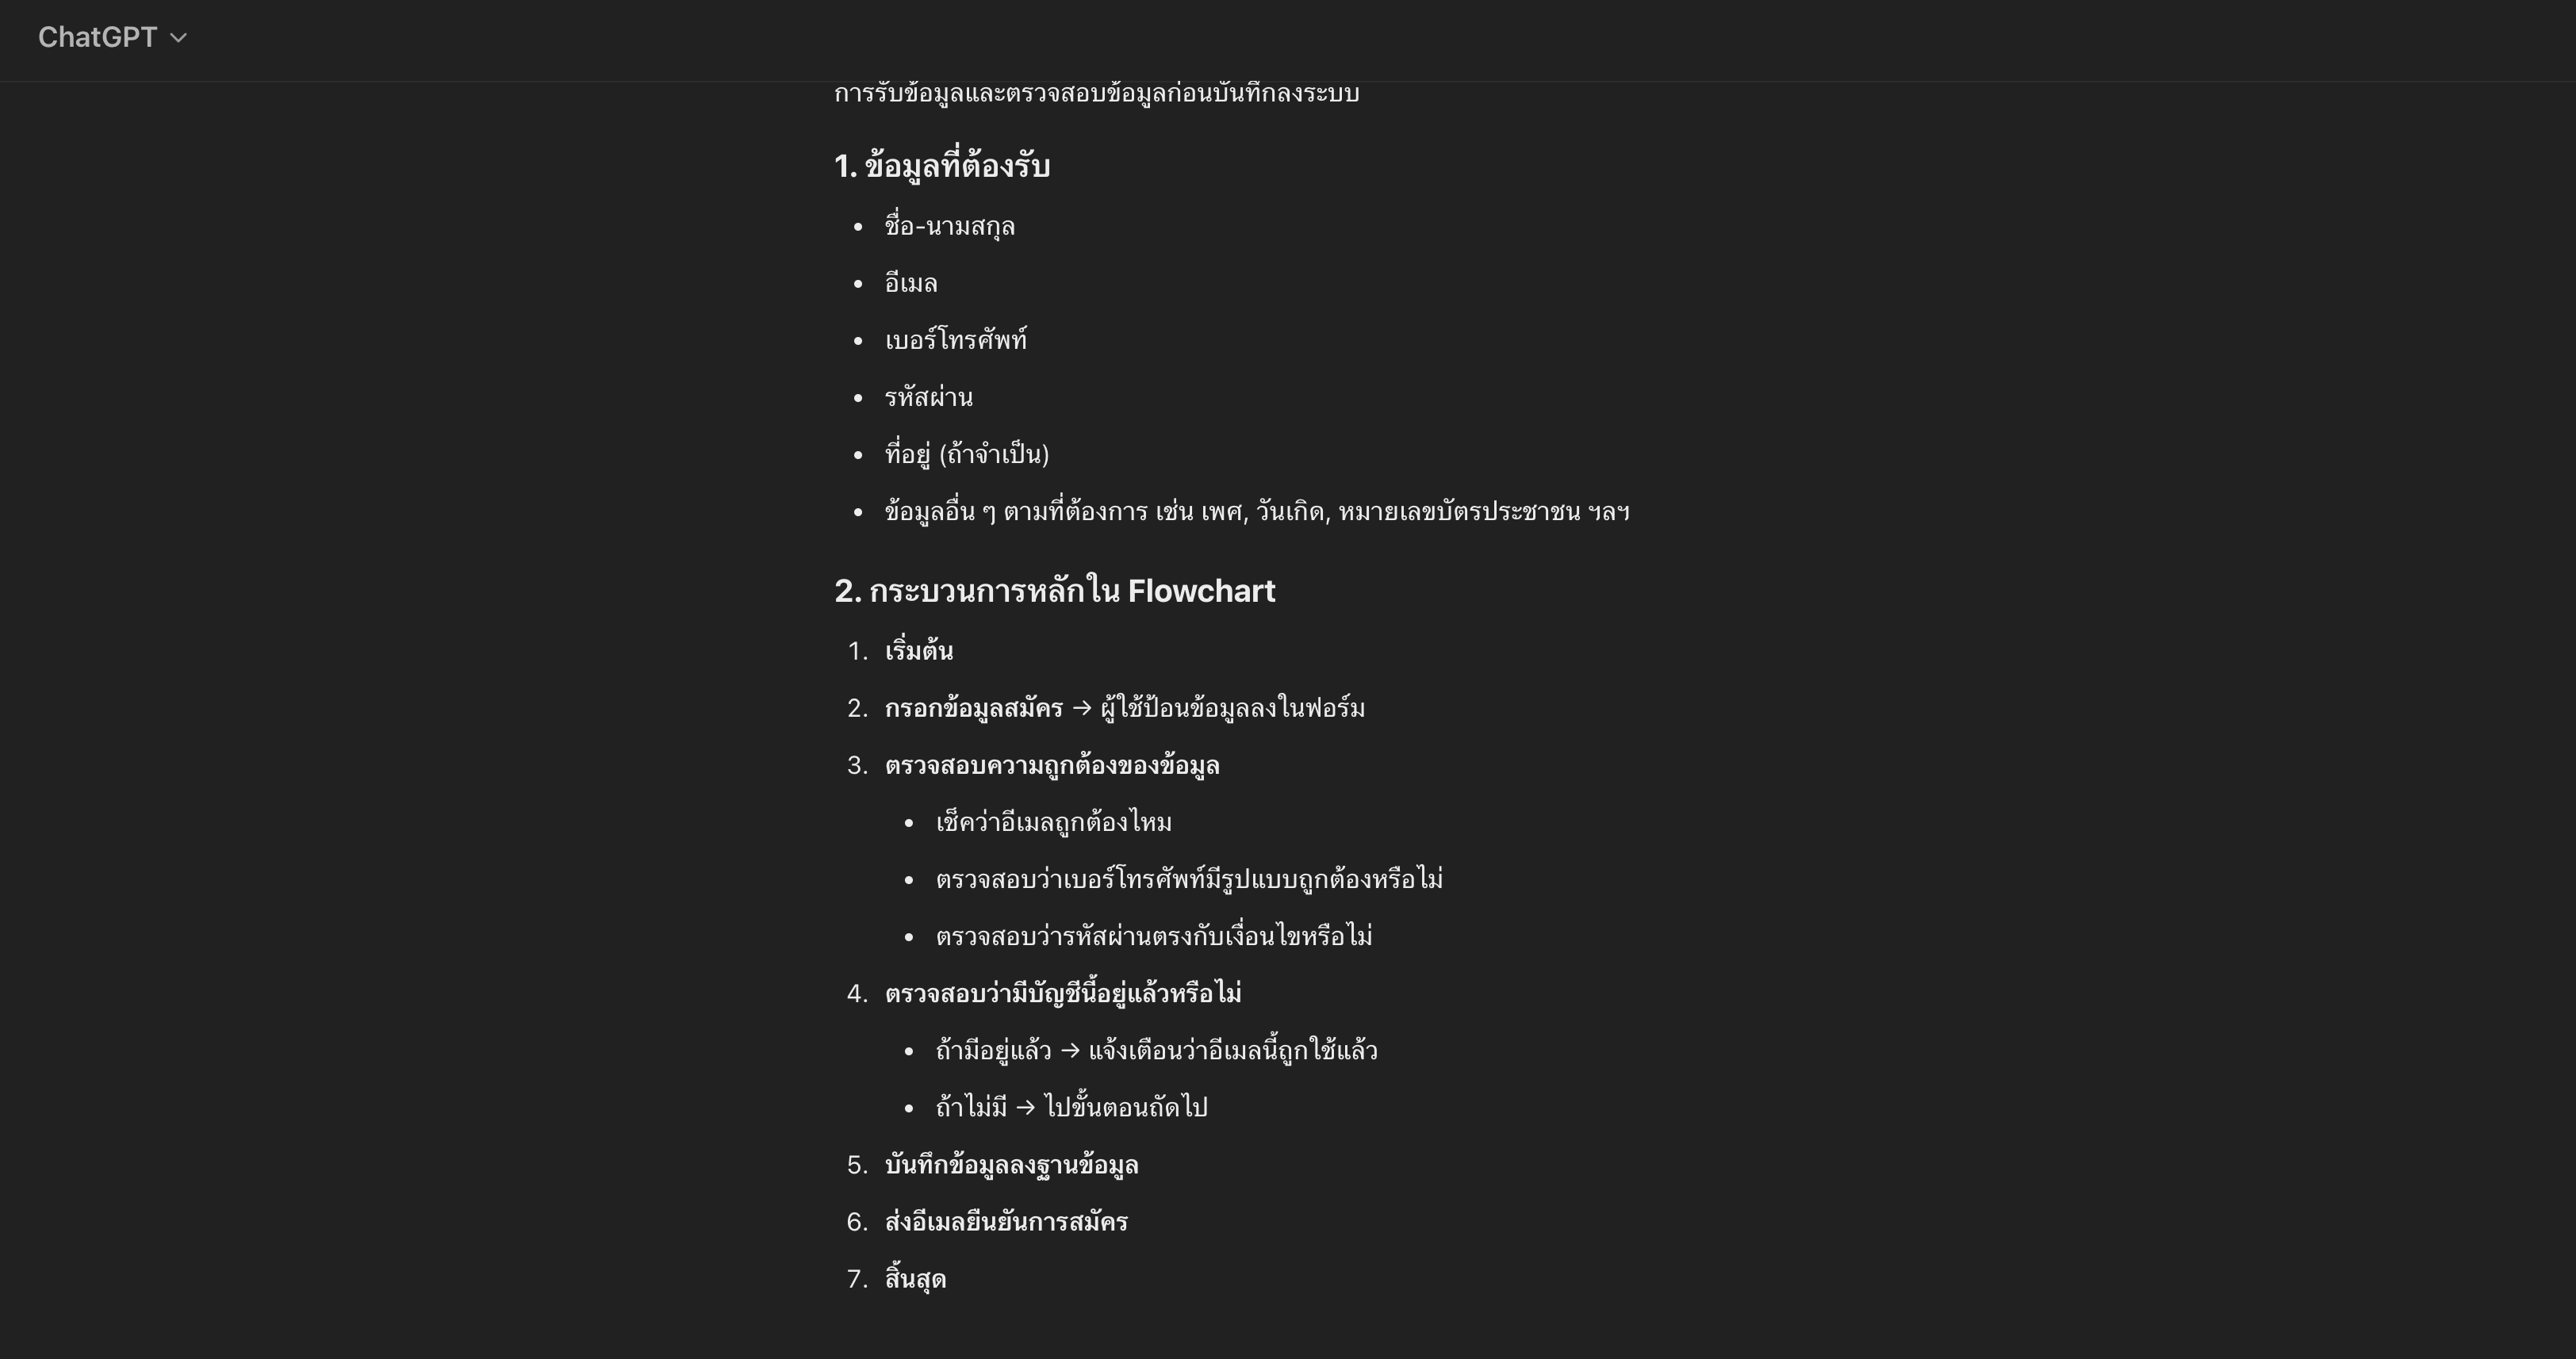 ChatGPT
การรับข้อมูลและตรวจสอบข้อมูลก่อนบันทึกลงระบบ
1. ข้อมูลที่ต้องรับ
• ชื่อ-นามสกุล
• อีเมล
• เบอร์โทรศัพท์
• รหัสผ่าน
• ที่อยู่ (ถ้าจำเป็น)
• ข้อมูลอื่น ๆ ตามที่ต้องการ เช่น เพศ, วันเกิด, หมายเลขบัตรประชาชน ฯลฯ
2. กระบวนการหลักใน Flowchart
1. เริ่มต้น
2. กรอกข้อมูลสมัคร → ผู้ใช้ป้อนข้อมูลลงในฟอร์ม
3. ตรวจสอบความถูกต้องของข้อมูล
• เช็คว่าอีเมลถูกต้องไหม
• ตรวจสอบว่าเบอร์โทรศัพท์มีรูปแบบถูกต้องหรือไม่
• ตรวจสอบว่ารหัสผ่านตรงกับเงื่อนไขหรือไม่
4. ตรวจสอบว่ามีบัญชีนี้อยู่แล้วหรือไม่
• ถ้ามีอยู่แล้ว → แจ้งเตือนว่าอีเมลนี้ถูกใช้แล้ว
• ถ้าไม่มี → ไปขั้นตอนถัดไป
5. บันทึกข้อมูลลงฐานข้อมูล
6. ส่งอีเมลยืนยันการสมัคร
7. สิ้นสุด